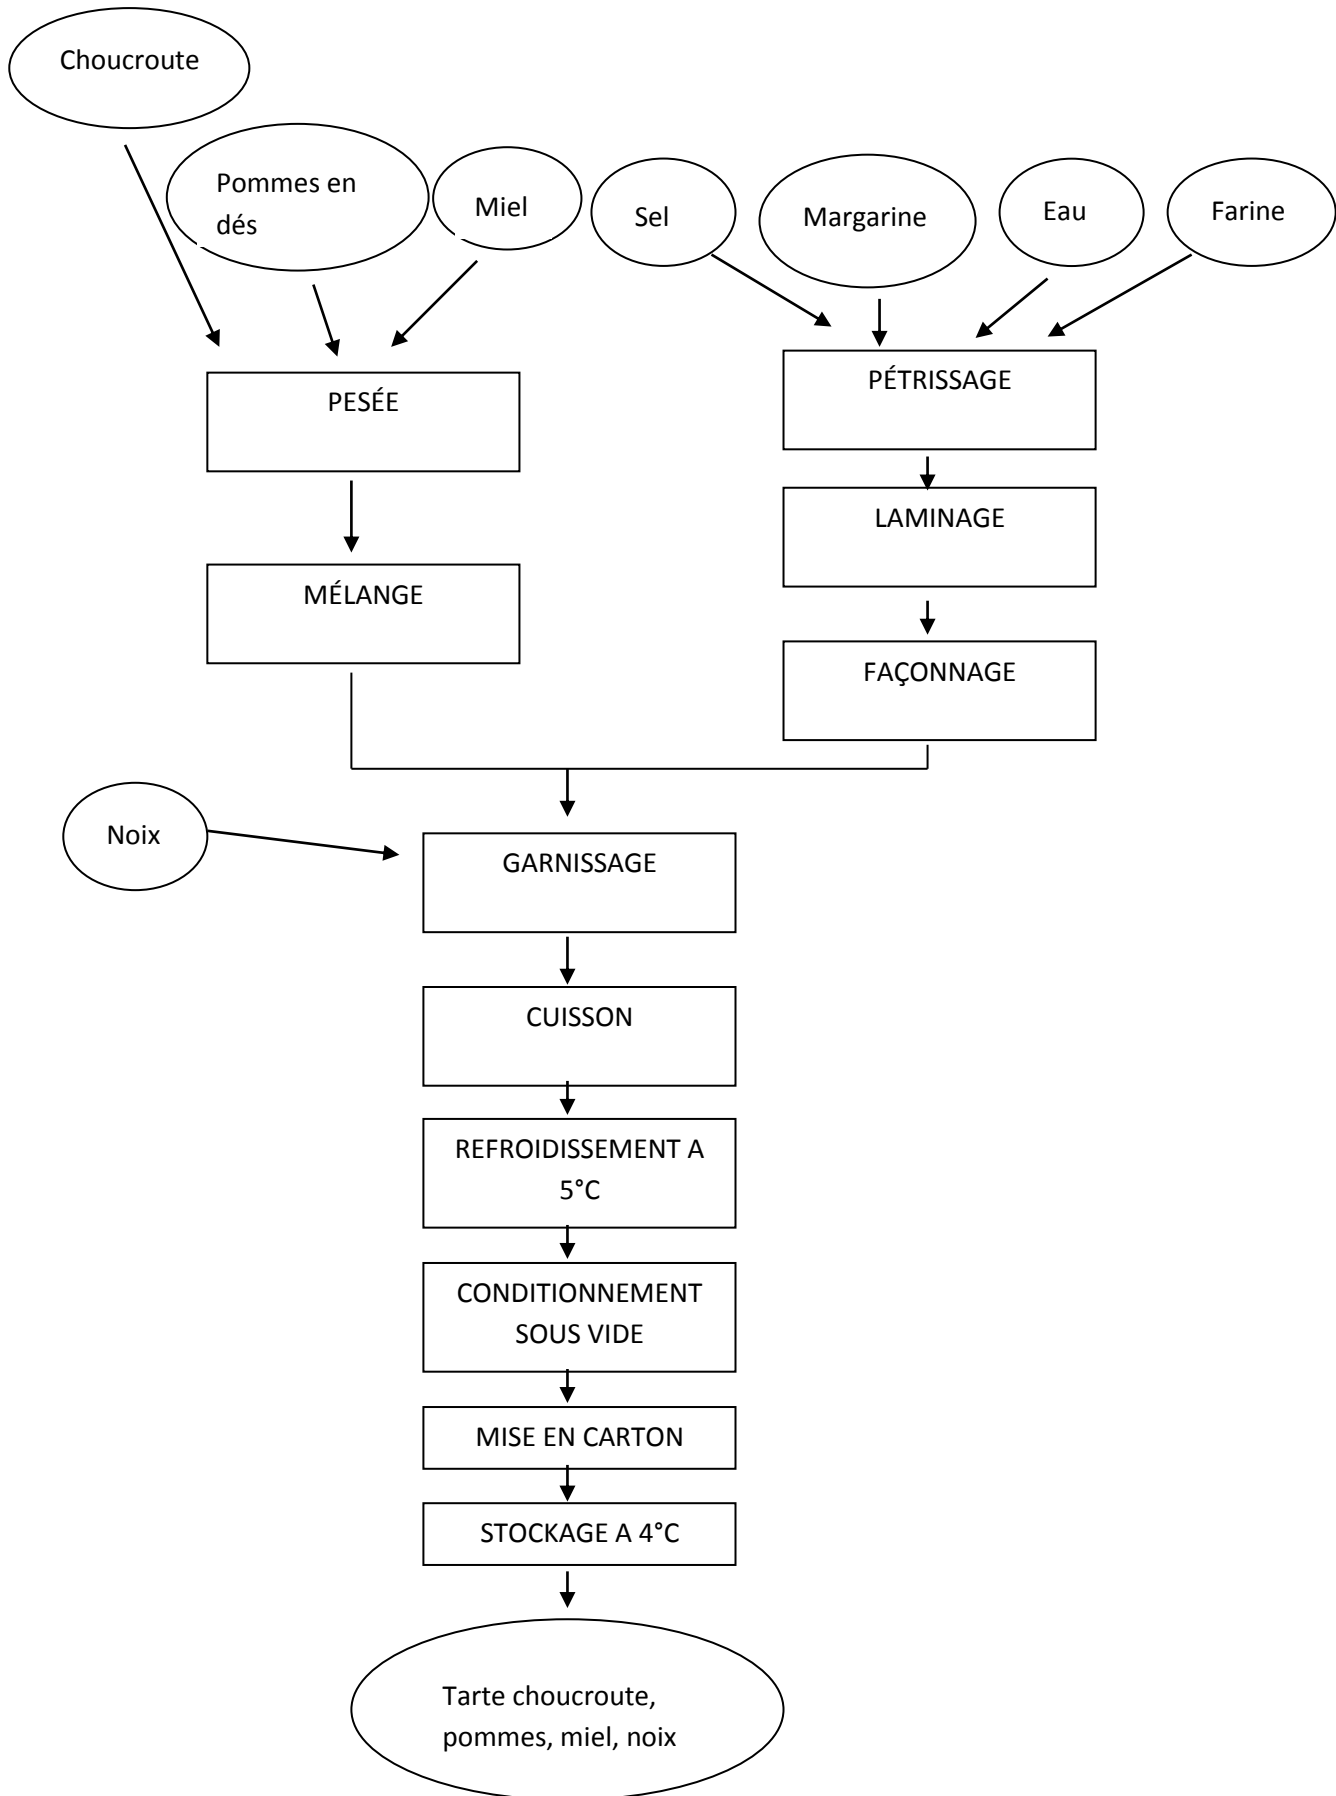 Choucroute
Pommes en
dés
Miel
Sel
Margarine
Eau
Farine
PESÉE
PÉTRISSAGE
LAMINAGE
MÉLANGE
FAÇONNAGE
Noix
GARNISSAGE
CUISSON
REFROIDISSEMENT A
5°C
CONDITIONNEMENT
SOUS VIDE
MISE EN CARTON
STOCKAGE A 4°C
Tarte choucroute,
pommes, miel, noix